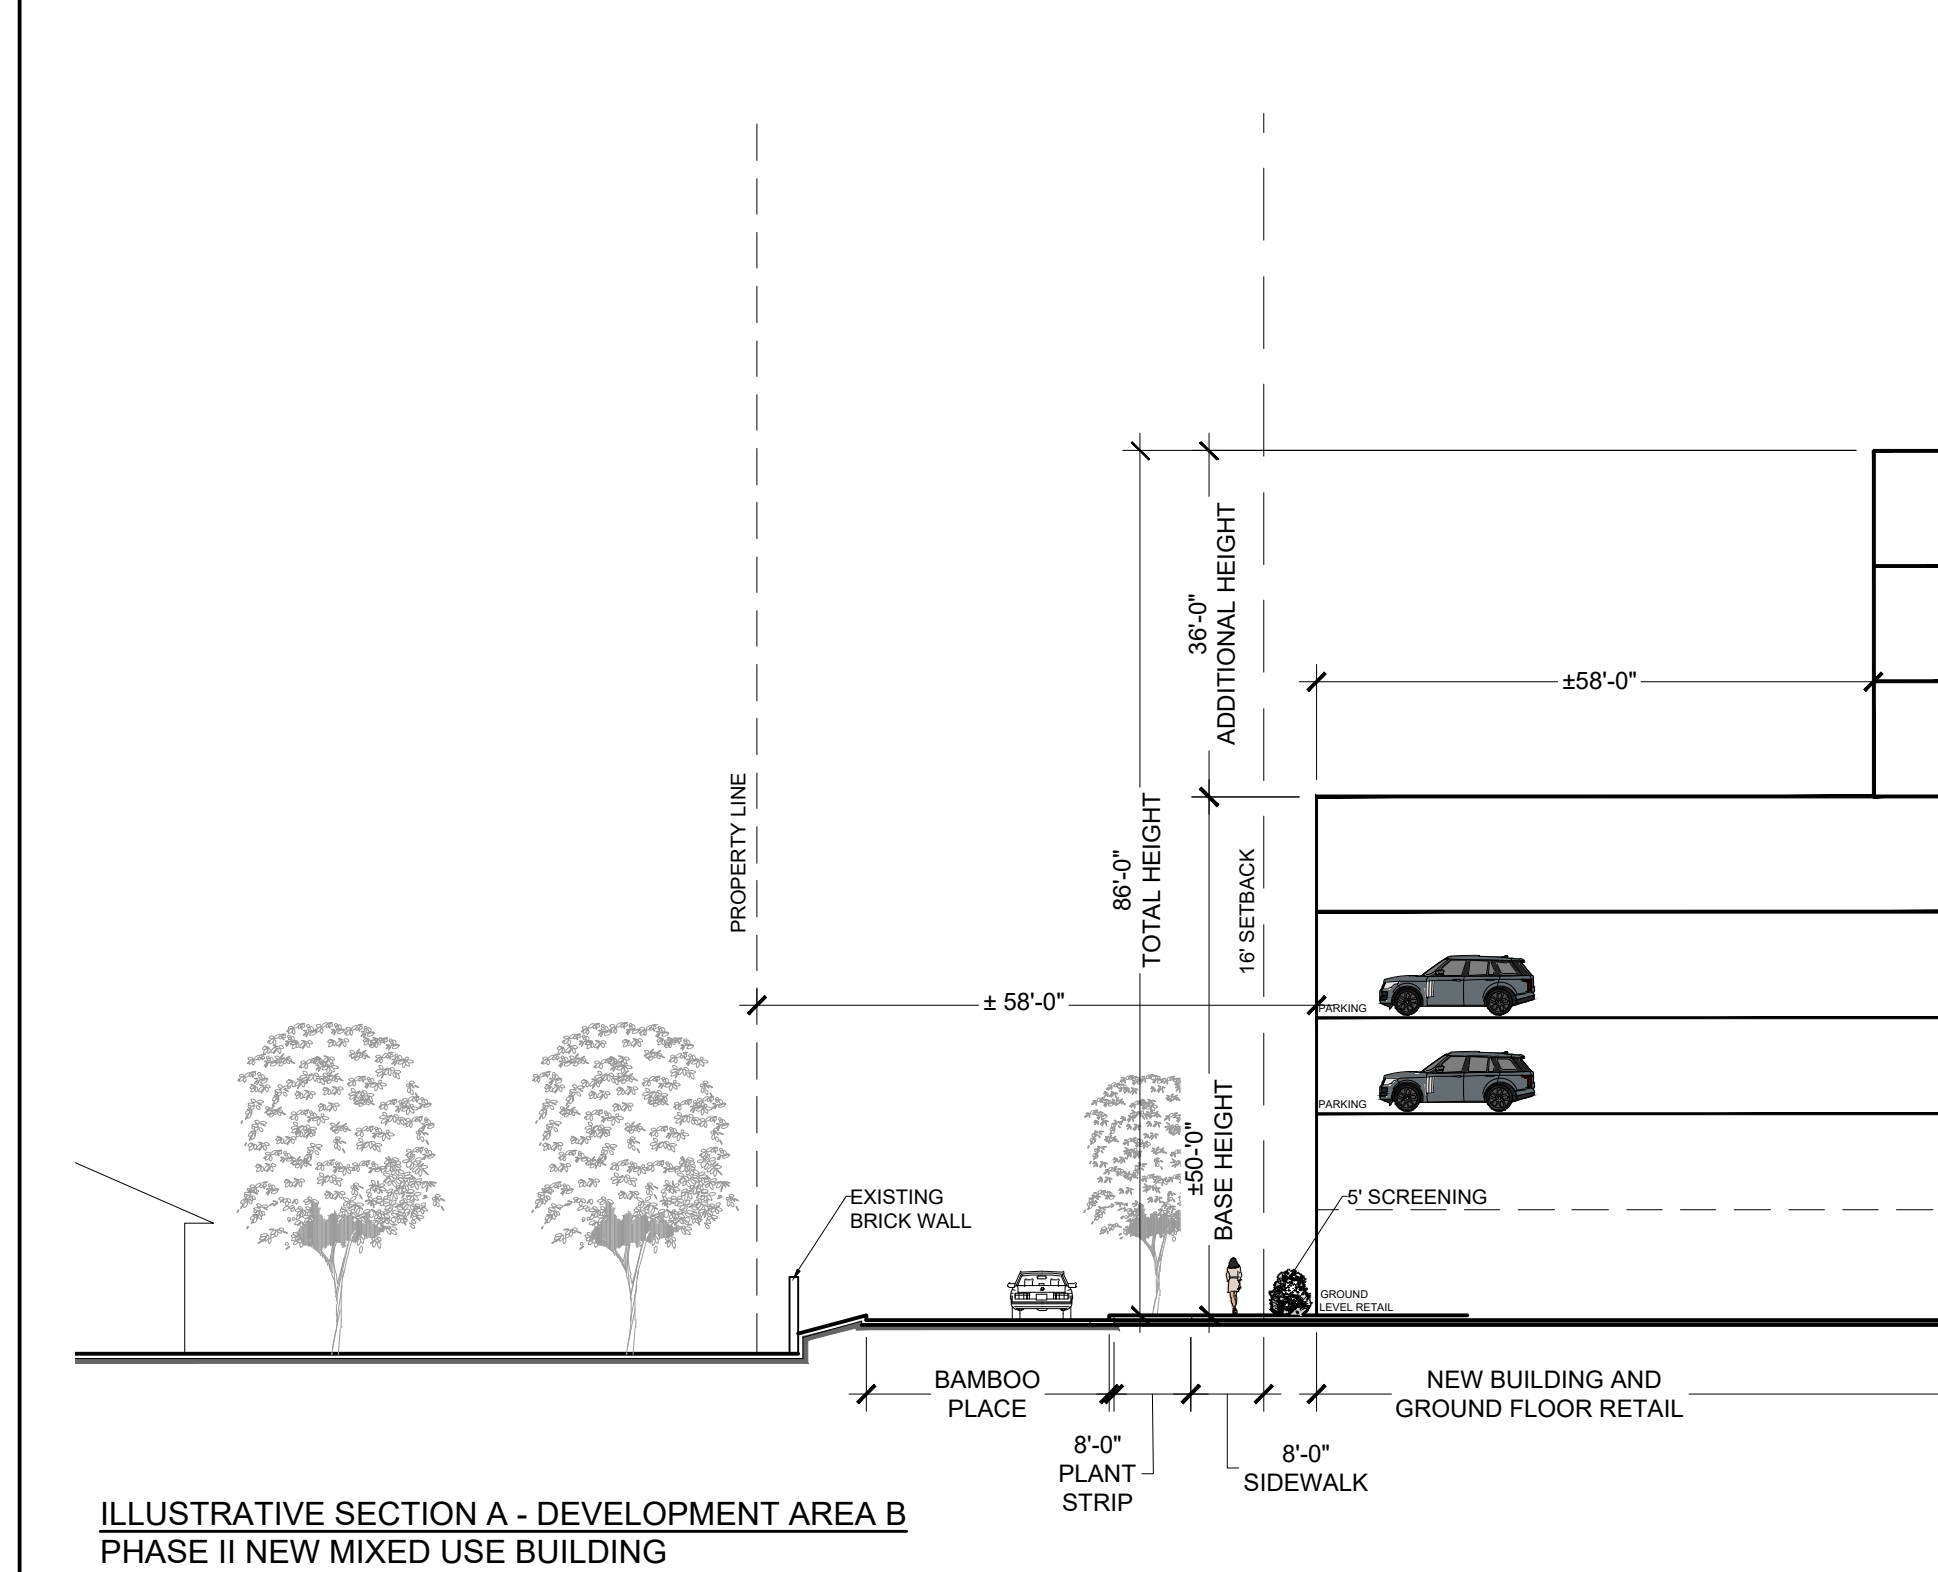 36'-0"
ADDITIONAL HEIGHT
±58'-0"
PROPERTY LINE
86'-0"
TOTAL HEIGHT
16' SETBACK
± 58'-0"
PARKING
PARKING
±50-'0"
BASE HEIGHT
EXISTING
BRICK WALL
5' SCREENING
GROUND
LEVEL RETAIL
BAMBOO
PLACE
NEW BUILDING AND
GROUND FLOOR RETAIL
8'-0"
PLANT
STRIP
8'-0"
SIDEWALK
ILLUSTRATIVE SECTION A - DEVELOPMENT AREA B
PHASE II NEW MIXED USE BUILDING